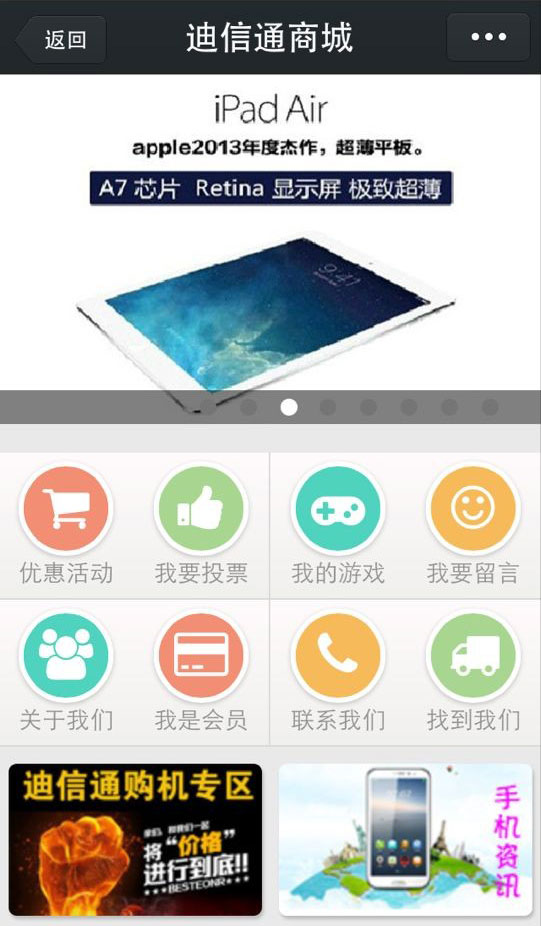 返回
迪信通商城
iPad Air
apple2013年度杰作，超薄平板。
A7 芯片 Retina 显示屏 极致超薄
9:41
优惠活动
我要投票
我的游戏
我要留言
关于我们
我是会员
联系我们
找到我们
迪信通购机专区
将“价格”
进行到底!!
★★★BESTEONR★★★
手机资讯